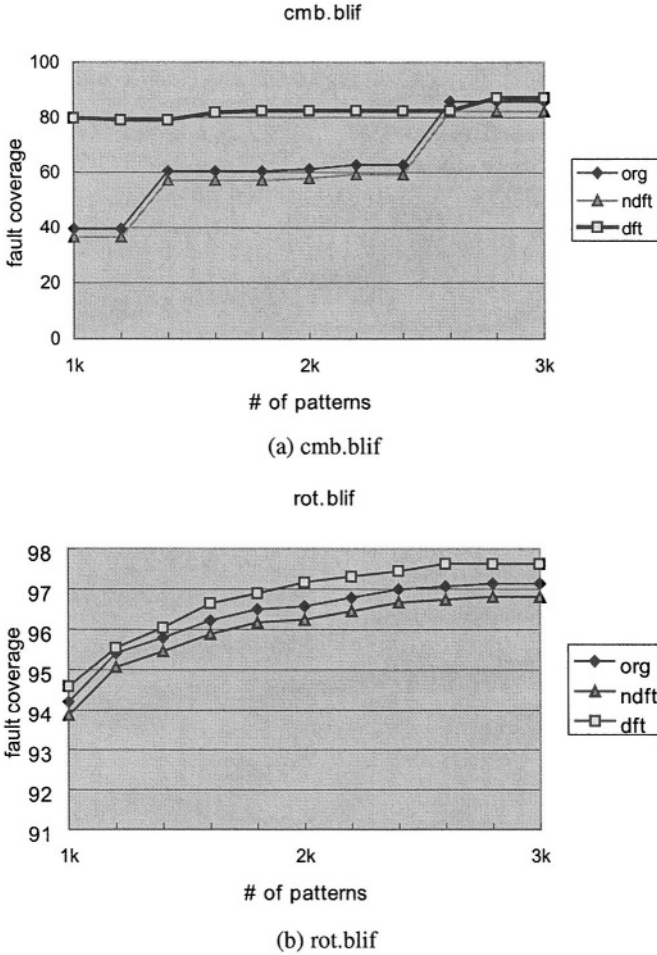 cmb.blif
100
80
60
40
20
0
fault coverage
1k
2k
3k
# of patterns
org
ndft
dft
(a) cmb.blif
rot.blif
98
97
96
95
94
93
92
91
fault coverage
1k
2k
3k
# of patterns
org
ndft
dft
(b) rot.blif